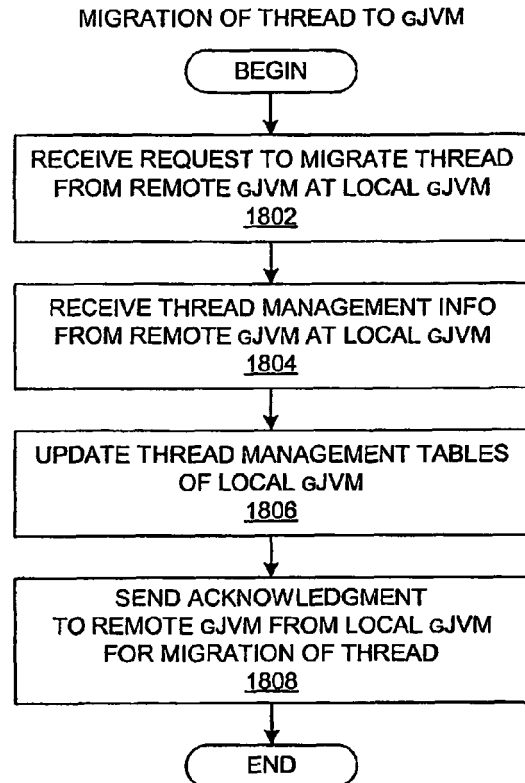 MIGRATION OF THREAD TO GJVM
BEGIN
RECEIVE REQUEST TO MIGRATE THREAD
FROM REMOTE GJVM AT LOCAL GJVM
1802
RECEIVE THREAD MANAGEMENT INFO
FROM REMOTE GJVM AT LOCAL GJVM
1804
UPDATE THREAD MANAGEMENT TABLES
OF LOCAL GJVM
1806
SEND ACKNOWLEDGMENT
TO REMOTE GJVM FROM LOCAL GJVM
FOR MIGRATION OF THREAD
1808
END